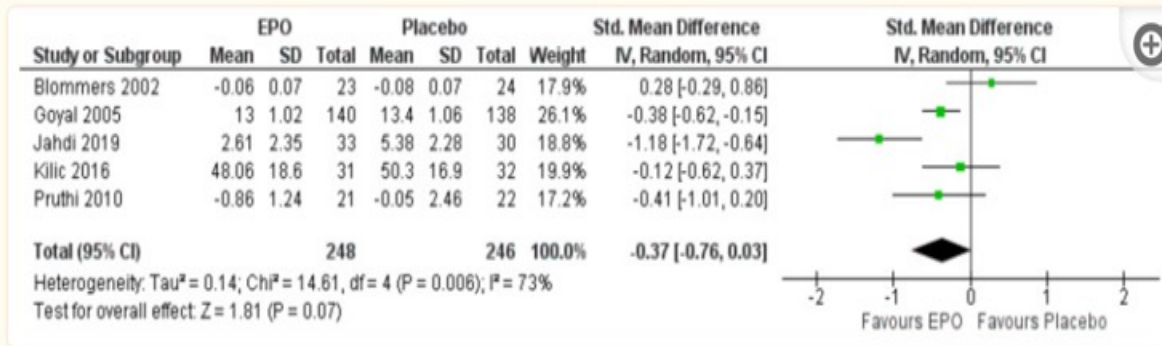 EPO Placebo Std. Mean Difference Std. Mean Difference
Study or Subgroup Mean SD Total Mean SD Total Weight IV, Random, 95% CI IV, Random, 95% CI
Blommers 2002 -0.06 0.07 23 -0.08 0.07 24 17.9% 0.28 [-0.29, 0.86]
Goyal 2005 13 1.02 140 13.4 1.06 138 26.1% -0.38 [-0.62, -0.15]
Jahdi 2019 2.61 2.35 33 5.38 2.28 30 18.8% -1.18 [-1.72, -0.64]
Kilic 2016 48.06 18.6 31 50.3 16.9 32 19.9% -0.12 [-0.62, 0.37]
Pruthi 2010 -0.86 1.24 21 -0.05 2.46 22 17.2% -0.41 [-1.01, 0.20]
Total (95% CI) 248 246 100.0% -0.37 [-0.76, 0.03]
Heterogeneity: Tau² = 0.14; Chi² = 14.61, df = 4 (P = 0.006); I² = 73%
Test for overall effect: Z = 1.81 (P = 0.07)
-2 -1 0 1 2
Favours EPO Favours Placebo